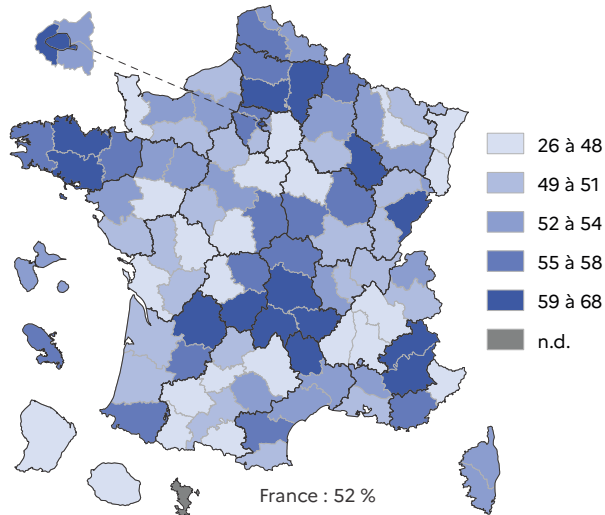 26 à 48
49 à 51
52 à 54
55 à 58
59 à 68
n.d.
France : 52 %